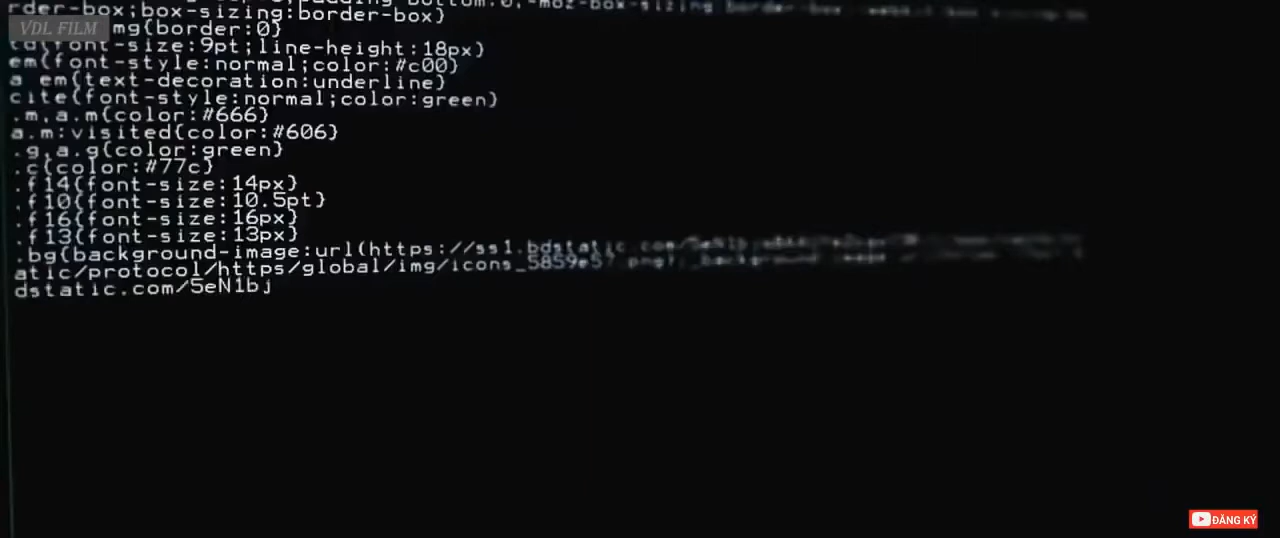 rder-box;box-sizing:border-box}
VDL FILM
mg{border:0}
td{font-size:9pt;line-height:18px}
em{font-style:normal;color:#c00}
a em{text-decoration:underline}
cite{font-style:normal;color:green}
.m,a.m{color:#666}
a.m:visited{color:#606}
.g,a.g{color:green}
.c{color:#77c}
.f14{font-size:14px}
.f10{font-size:10.5pt}
.f16{font-size:16px}
.f13{font-size:13px}
.bg{background-image:url(https://ss1.bdstatic.com/5eN1b
atic/protocol/https/global/img/icons_5859e57.png); background
dstatic.com/5eN1bj
ĐĂNG KÝ